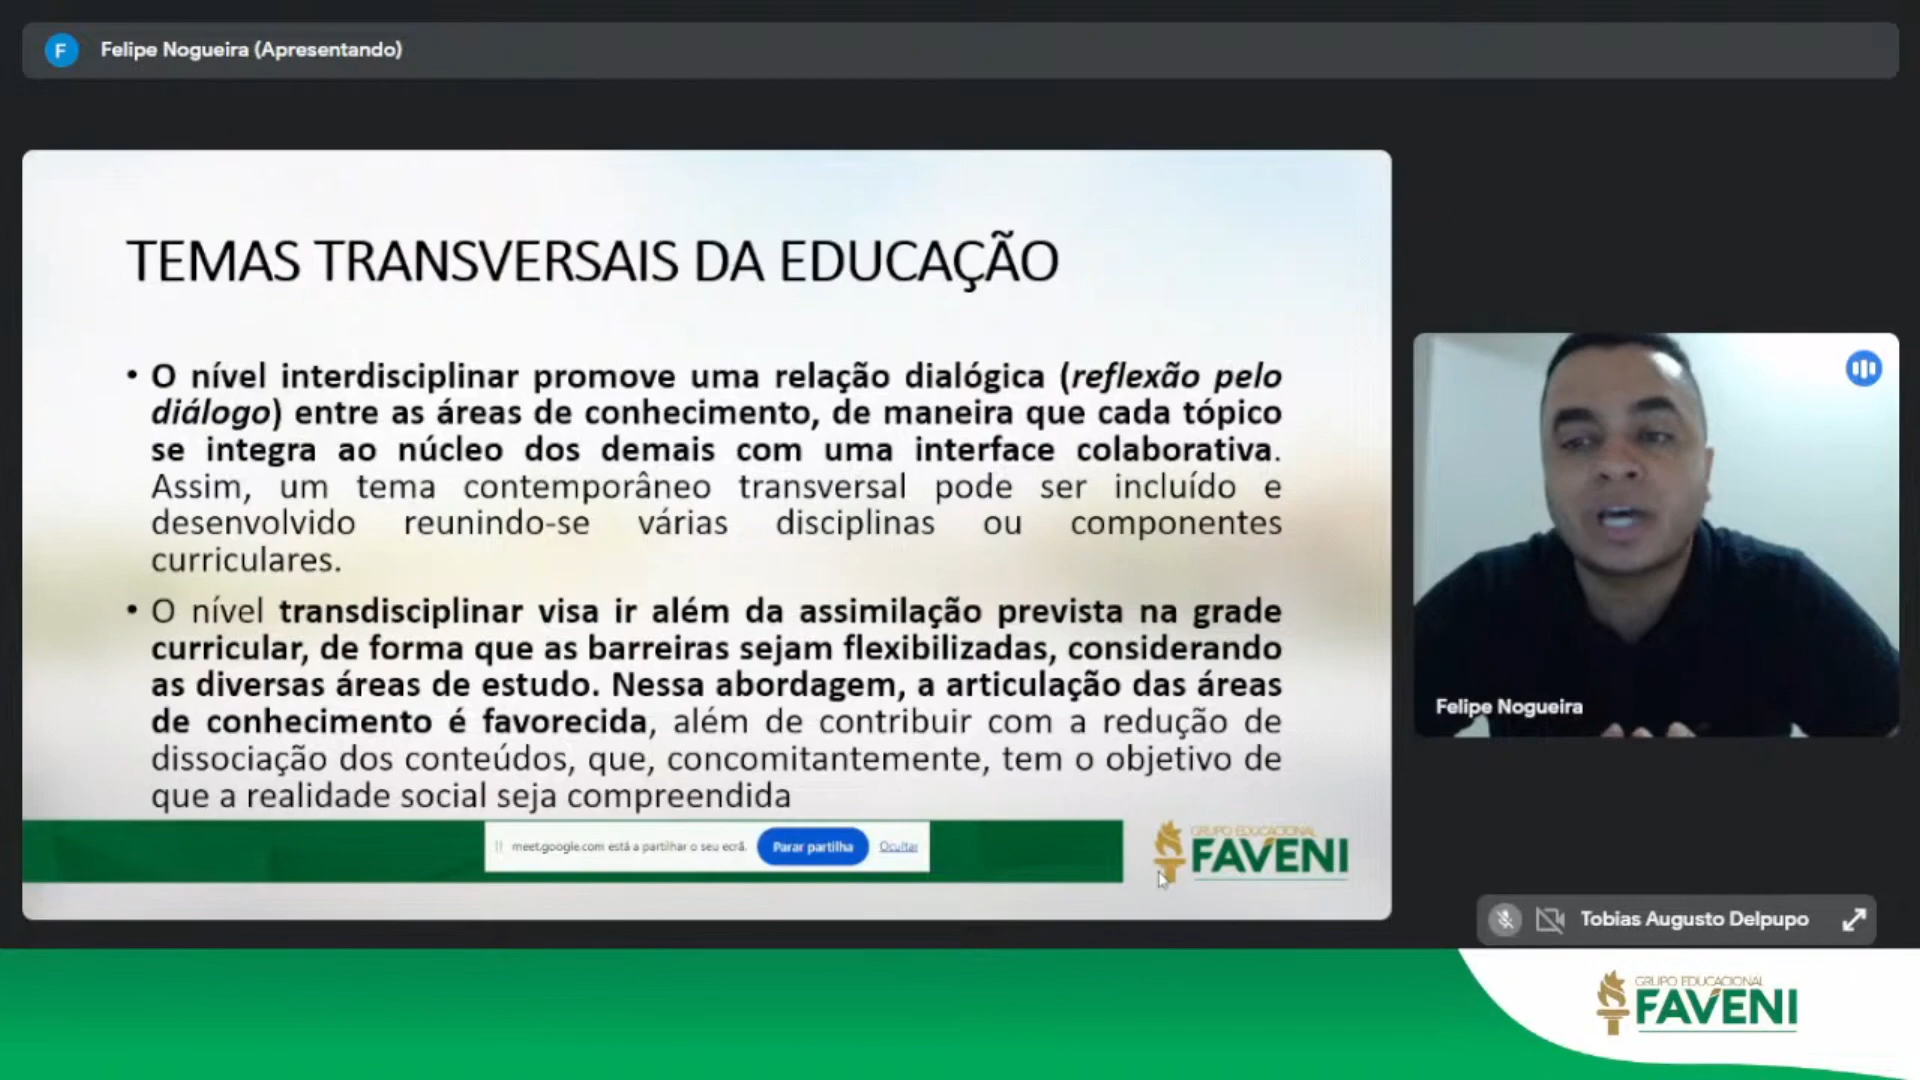 F
Felipe Nogueira (Apresentando)
TEMAS TRANSVERSAIS DA EDUCAÇÃO
• O nível interdisciplinar promove uma relação dialógica (reflexão pelo
diálogo) entre as áreas de conhecimento, de maneira que cada tópico
se integra ao núcleo dos demais com uma interface colaborativa.
Assim, um tema contemporâneo transversal pode ser incluído e
desenvolvido reunindo-se várias disciplinas ou componentes
curriculares.
• O nível transdisciplinar visa ir além da assimilação prevista na grade
curricular, de forma que as barreiras sejam flexibilizadas, considerando
as diversas áreas de estudo. Nessa abordagem, a articulação das áreas
de conhecimento é favorecida, além de contribuir com a redução de
dissociação dos conteúdos, que, concomitantemente, tem o objetivo de
que a realidade social seja compreendida
meet.google.com está a partilhar o seu ecrã. Parar partilha Ocultar
GRUPO EDUCACIONAL
FAVENI
Felipe Nogueira
Tobias Augusto Delpupo
GRUPO EDUCACIONAL
FAVENI